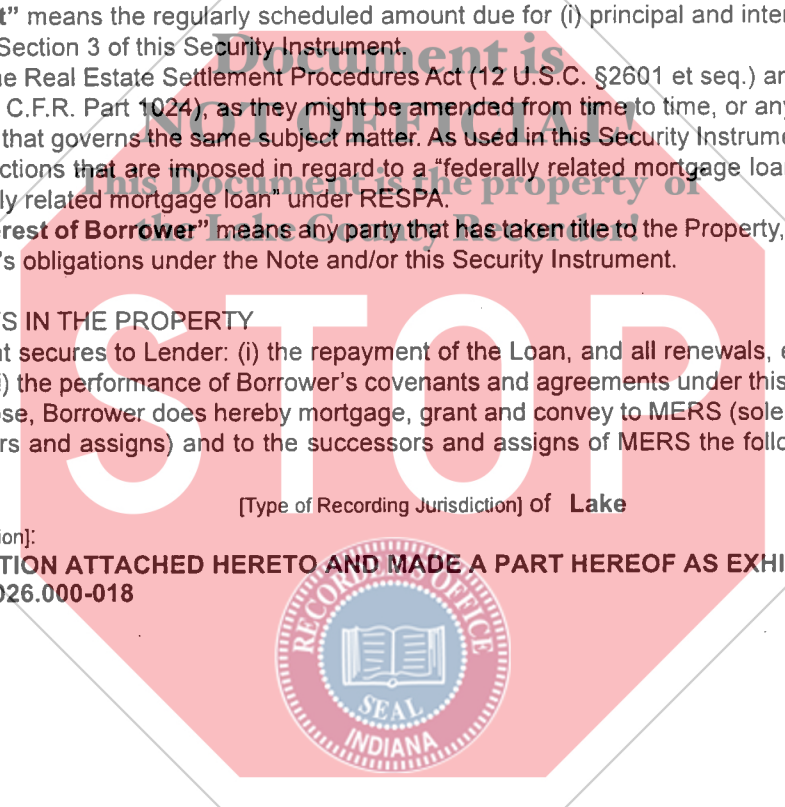 t" means the regularly scheduled amount due for (i) principal and inter
Section 3 of this Security Instrument.
Document is
ne Real Estate Settlement Procedures Act (12 U.S.C. §2601 et seq.) an
C.F.R. Part 1024), as they might be amended from time to time, or any
NOT OFFICIAL!
that governs the same subject matter. As used in this Security Instrume
ctions that are imposed in regard to a "federally related mortgage loan
This Document is the property of
ly related mortgage loan" under RESPA.
the Lake County Recorder!
rest of Borrower" means any party that has taken title to the Property,
's obligations under the Note and/or this Security Instrument.
S IN THE PROPERTY
nt secures to Lender: (i) the repayment of the Loan, and all renewals, e
i) the performance of Borrower's covenants and agreements under this
STOP
ose, Borrower does hereby mortgage, grant and convey to MERS (sole
rs and assigns) and to the successors and assigns of MERS the follo
[Type of Recording Jurisdiction] of Lake
ion]:
TION ATTACHED HERETO AND MADE A PART HEREOF AS EXHI
026.000-018
RECORDER'S OFFICE
SEAL
INDIANA